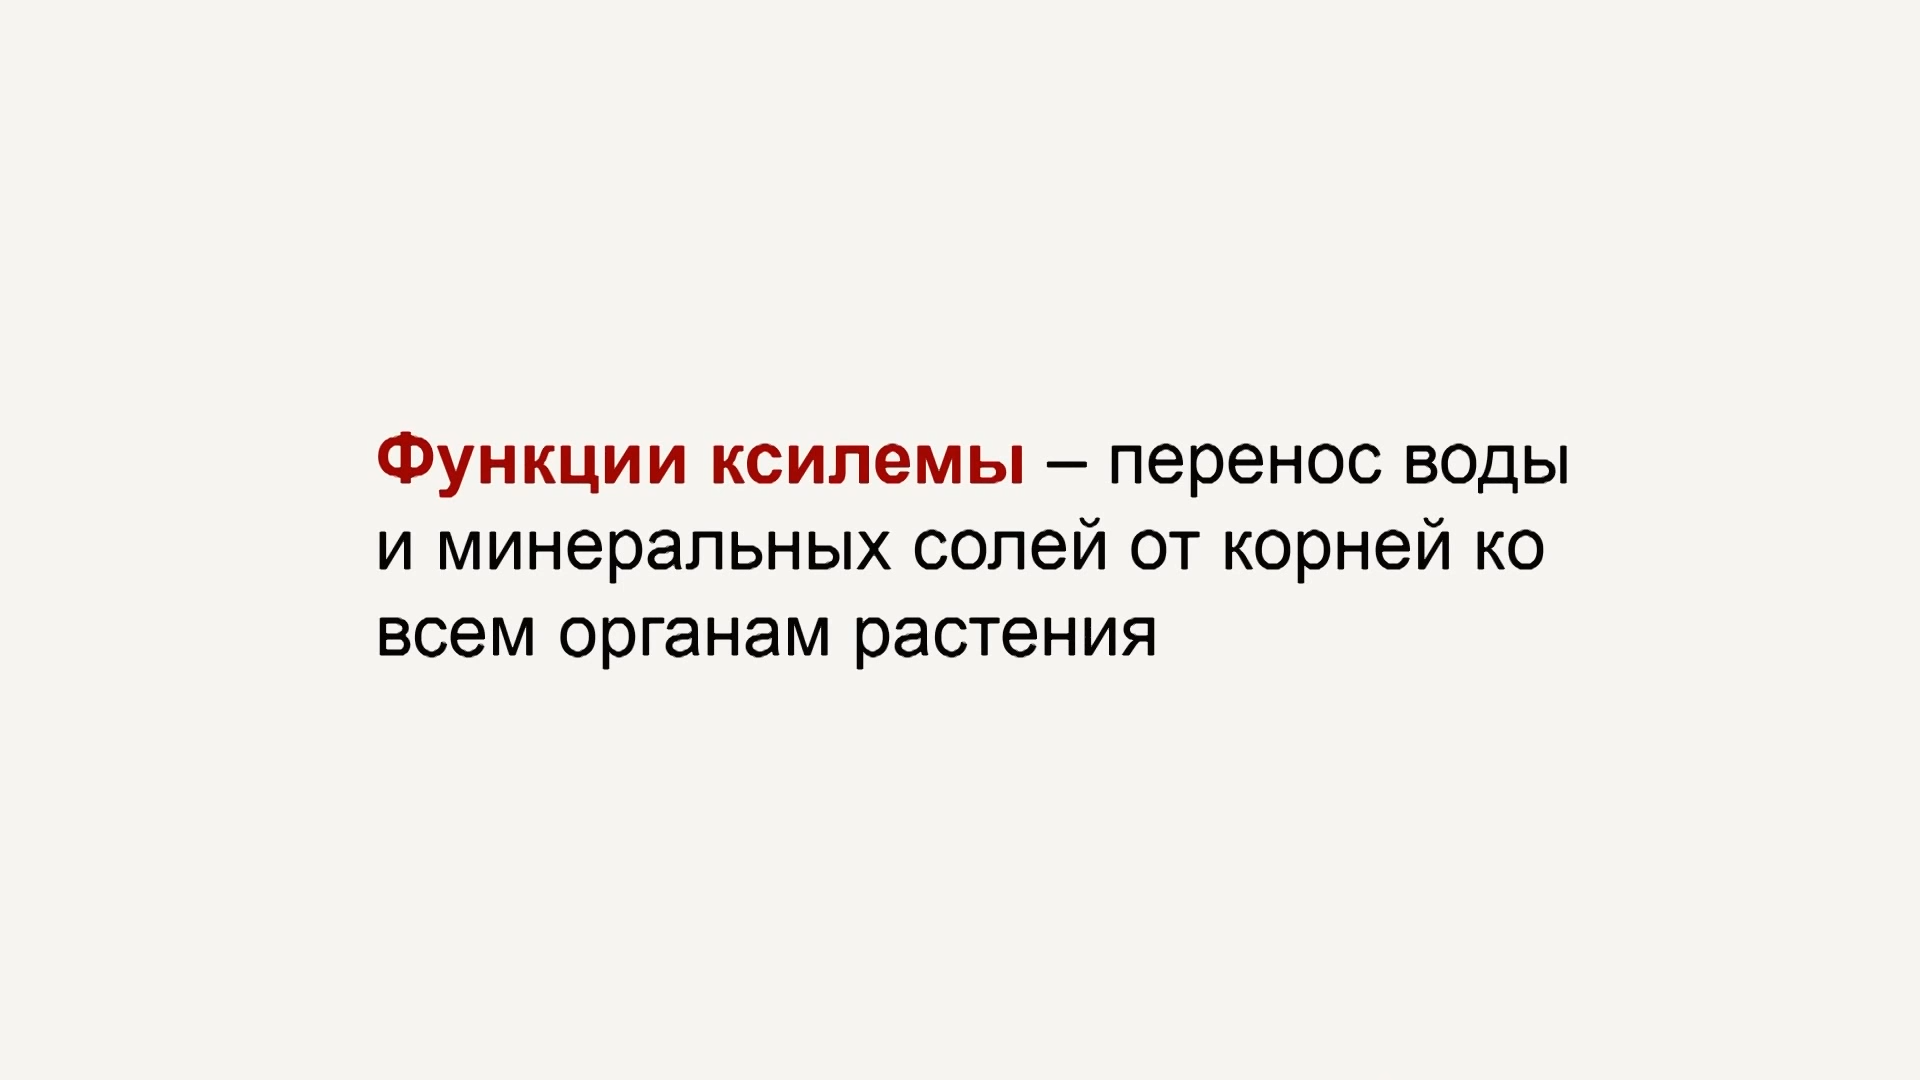 Функции ксилемы – перенос воды
и минеральных солей от корней ко
всем органам растения